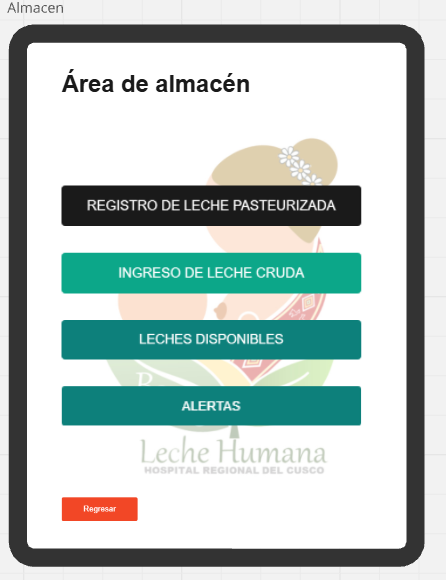 Almacen
Área de almacén
REGISTRO DE LECHE PASTEURIZADA
INGRESO DE LECHE CRUDA
LECHES DISPONIBLES
ALERTAS
Leche Humana
HOSPITAL REGIONAL DEL CUSCO
Regresar